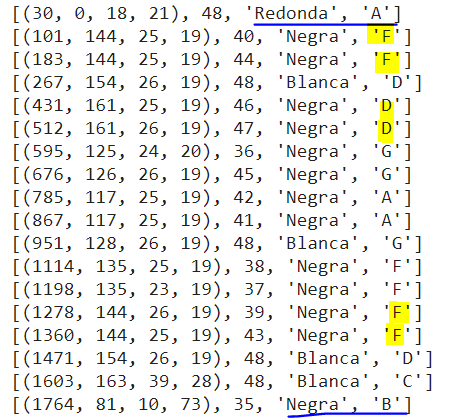 [(30, 0, 18, 21), 48, 'Redonda', 'A']
[(101, 144, 25, 19), 40, 'Negra', 'F']
[(183, 144, 25, 19), 44, 'Negra', 'F']
[(267, 154, 26, 19), 48, 'Blanca', 'D']
[(431, 161, 25, 19), 46, 'Negra', 'D']
[(512, 161, 26, 19), 47, 'Negra', 'D']
[(595, 125, 24, 20), 36, 'Negra', 'G']
[(676, 126, 26, 19), 45, 'Negra', 'G']
[(785, 117, 25, 19), 42, 'Negra', 'A']
[(867, 117, 25, 19), 41, 'Negra', 'A']
[(951, 128, 26, 19), 48, 'Blanca', 'G']
[(1114, 135, 25, 19), 38, 'Negra', 'F']
[(1198, 135, 23, 19), 37, 'Negra', 'F']
[(1278, 144, 26, 19), 39, 'Negra', 'F']
[(1360, 144, 25, 19), 43, 'Negra', 'F']
[(1471, 154, 26, 19), 48, 'Blanca', 'D']
[(1603, 163, 39, 28), 48, 'Blanca', 'C']
[(1764, 81, 10, 73), 35, 'Negra', 'B']